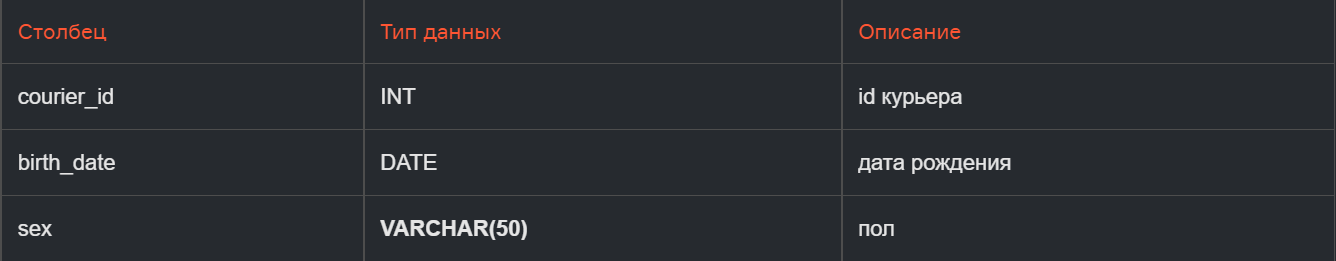 Столбец Тип данных Описание
courier_id INT id курьера
birth_date DATE дата рождения
sex VARCHAR(50) пол